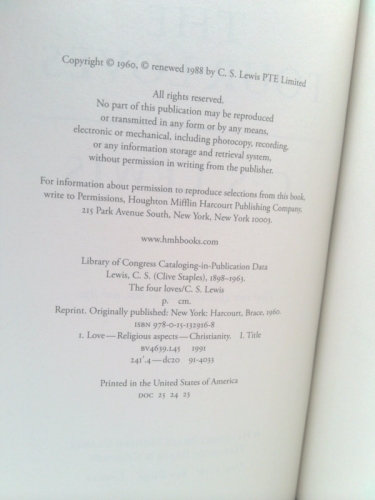 Copyright © 1960, © renewed 1988 by C. S. Lewis PTE Limited
All rights reserved.
No part of this publication may be reproduced
or transmitted in any form or by any means,
electronic or mechanical, including photocopy, recording,
or any information storage and retrieval system,
without permission in writing from the publisher.
For information about permission to reproduce selections from this book,
write to Permissions, Houghton Mifflin Harcourt Publishing Company,
215 Park Avenue South, New York, New York 10003.
www.hmhbooks.com
Library of Congress Cataloging-in-Publication Data
Lewis, C. S. (Clive Staples), 1898–1963.
The four loves/C. S. Lewis
p. cm.
Reprint. Originally published: New York: Harcourt, Brace, 1960.
ISBN 978-0-15-132916-8
1. Love—Religious aspects—Christianity. I. Title
BV4639.L45 1991
241'.4—dc20 91-4033
Printed in the United States of America
DOC 25 24 23